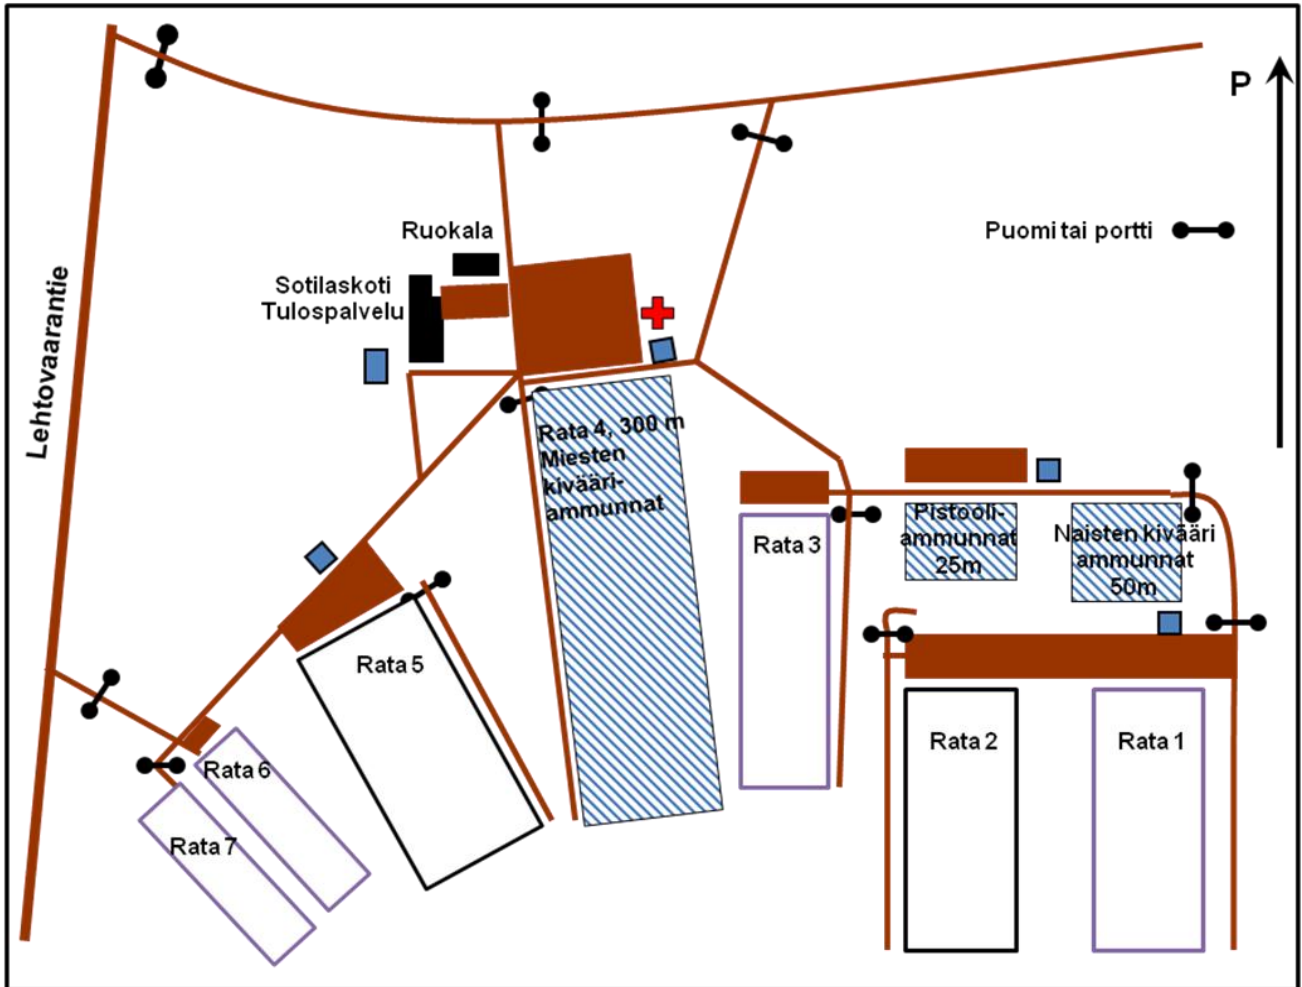 P
Puomi tai portti
Ruokala
Sotilaskoti
Tulospalvelu
Lehtovaarantie
Rata 4, 300 m
Miesten
kivääri-
ammunnat
Pistooli-
ammunnat
25m
Naisten kivääri
ammunnat
50m
Rata 3
Rata 5
Rata 2
Rata 1
Rata 6
Rata 7